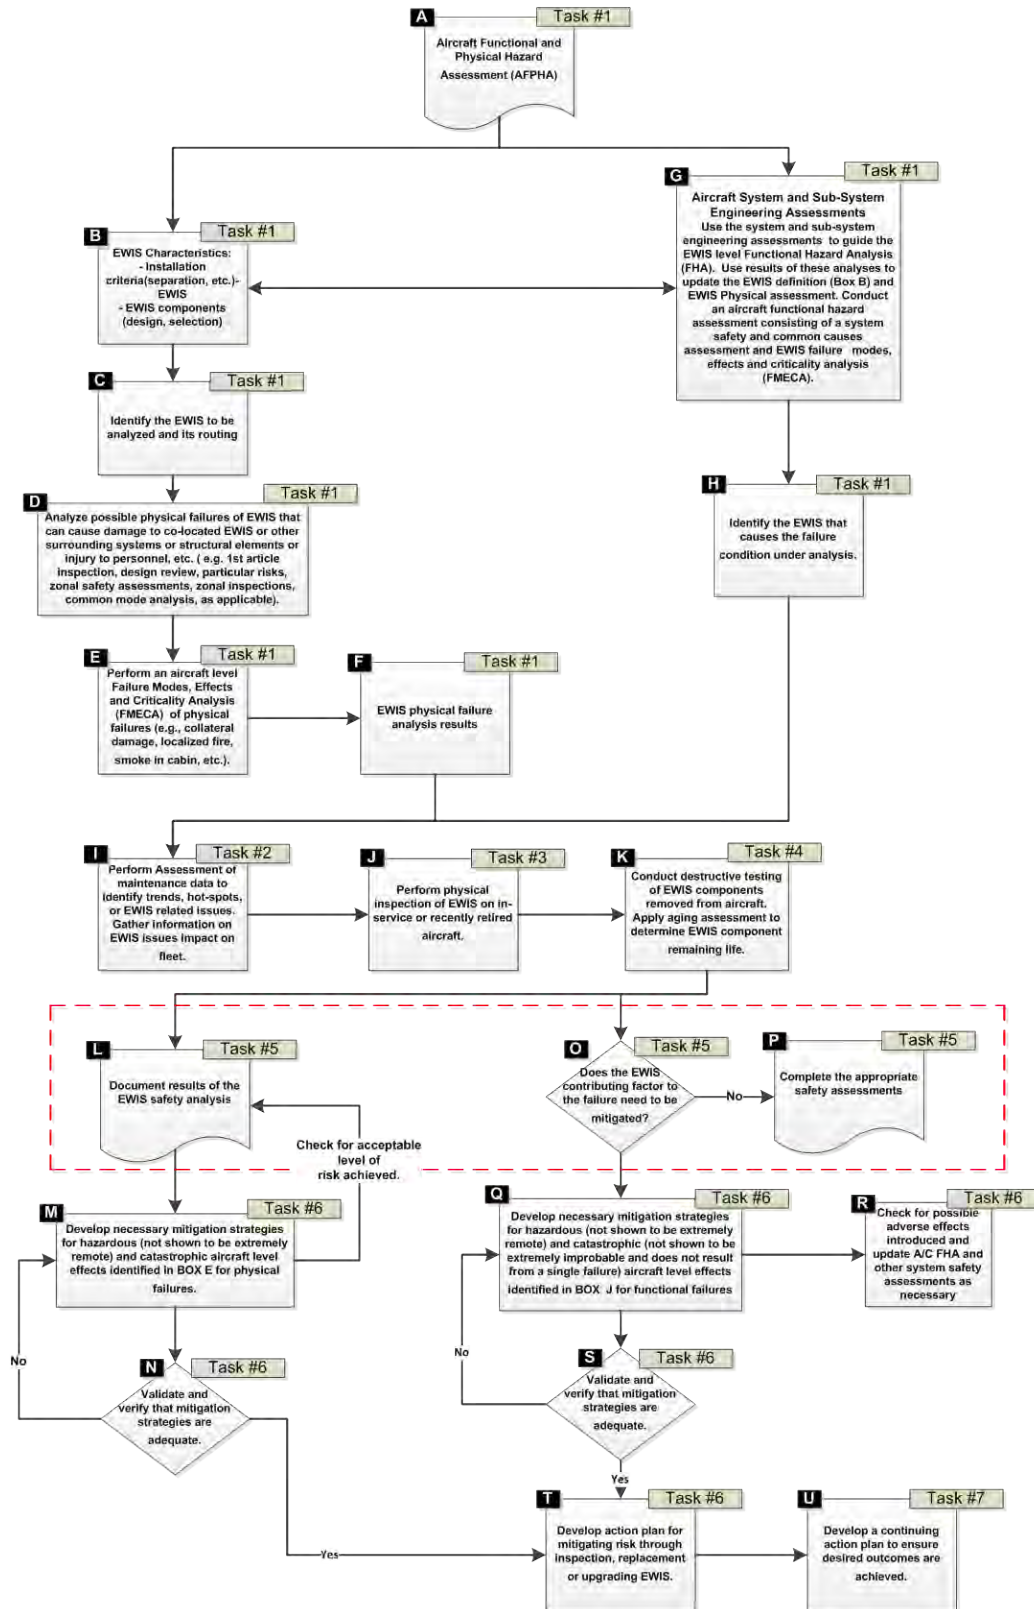 A
Task #1
Aircraft Functional and
Physical Hazard
Assessment (AFPHA)
G
Task #1
Aircraft System and Sub-System
Engineering Assessments
Use the system and sub-system
engineering assessments to guide the
EWIS level Functional Hazard Analysis
(FHA). Use results of these analyses to
update the EWIS definition (Box B) and
EWIS Physical assessment. Conduct
an aircraft functional hazard
assessment consisting of a system
safety and common causes
assessment and EWIS failure modes,
effects and criticality analysis
(FMECA).
B
Task #1
EWIS Characteristics:
- Installation
criteria(separation, etc.)-
EWIS
- EWIS components
(design, selection)
C
Task #1
Identify the EWIS to be
analyzed and its routing
D
Task #1
Analyze possible physical failures of EWIS that
can cause damage to co-located EWIS or other
surrounding systems or structural elements or
injury to personnel, etc. ( e.g. 1st article
inspection, design review, particular risks,
zonal safety assessments, zonal inspections,
common mode analysis, as applicable).
H
Task #1
Identify the EWIS that
causes the failure
condition under analysis.
E
Task #1
Perform an aircraft level
Failure Modes, Effects
and Criticality Analysis
(FMECA) of physical
failures (e.g., collateral
damage, localized fire,
smoke in cabin, etc.).
F
Task #1
EWIS physical failure
analysis results
I
Task #2
Perform Assessment of
maintenance data to
identify trends, hot-spots,
or EWIS related issues.
Gather information on
EWIS issues impact on
fleet.
J
Task #3
Perform physical
inspection of EWIS on in-
service or recently retired
aircraft.
K
Task #4
Conduct destructive testing
of EWIS components
removed from aircraft.
Apply aging assessment to
determine EWIS component
remaining life.
L
Task #5
Document results of the
EWIS safety analysis
O
Task #5
Does the EWIS
contributing factor to
the failure need to be
mitigated?
No
P
Task #5
Complete the appropriate
safety assessments
Check for acceptable
level of
risk achieved.
M
Task #6
Develop necessary mitigation strategies
for hazardous (not shown to be extremely
remote) and catastrophic aircraft level
effects identified in BOX E for physical
failures.
Q
Task #6
Develop necessary mitigation strategies
for hazardous (not shown to be extremely
remote) and catastrophic (not shown to
be extremely improbable and does not result
from a single failure) aircraft level effects
identified in BOX J for functional failures
R
Task #6
Check for possible
adverse effects
introduced and
update A/C FHA and
other system safety
assessments as
necessary
No
N
Task #6
Validate and
verify that mitigation
strategies are
adequate.
No
S
Task #6
Validate and
verify that mitigation
strategies are
adequate.
Yes
Yes
T
Task #6
Develop action plan for
mitigating risk through
inspection, replacement
or upgrading EWIS.
U
Task #7
Develop a continuing
action plan to ensure
desired outcomes are
achieved.